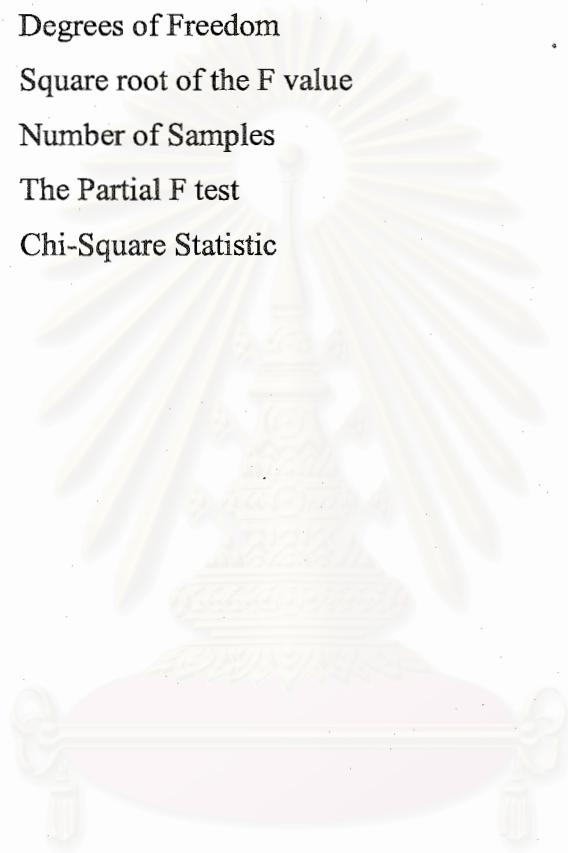 Degrees of Freedom
Square root of the F value
Number of Samples
The Partial F test
Chi-Square Statistic